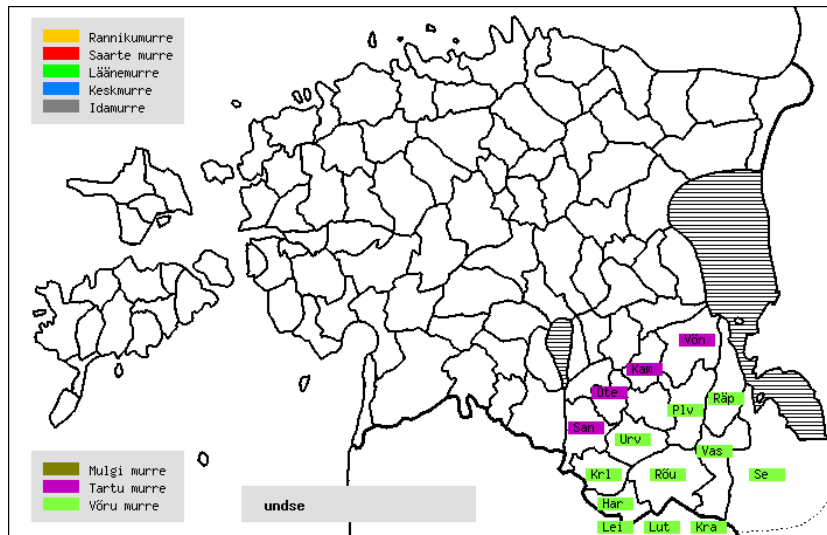 Rannikumurre
Saarte murre
Läänemurre
Keskmurre
Idamurre
Võn
Kam
Ote
Räp
Plv
San
Urv
Vas
Krl
Rõu
Se
Har
Lei
Lut
Kra
Mulgi murre
Tartu murre
Võru murre
undse